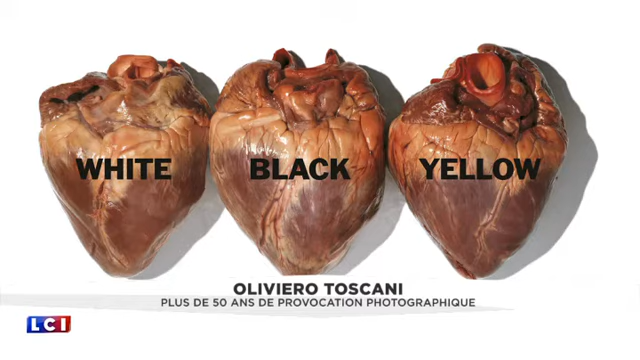 WHITE BLACK YELLOW
OLIVIERO TOSCANI
PLUS DE 50 ANS DE PROVOCATION PHOTOGRAPHIQUE
LCI